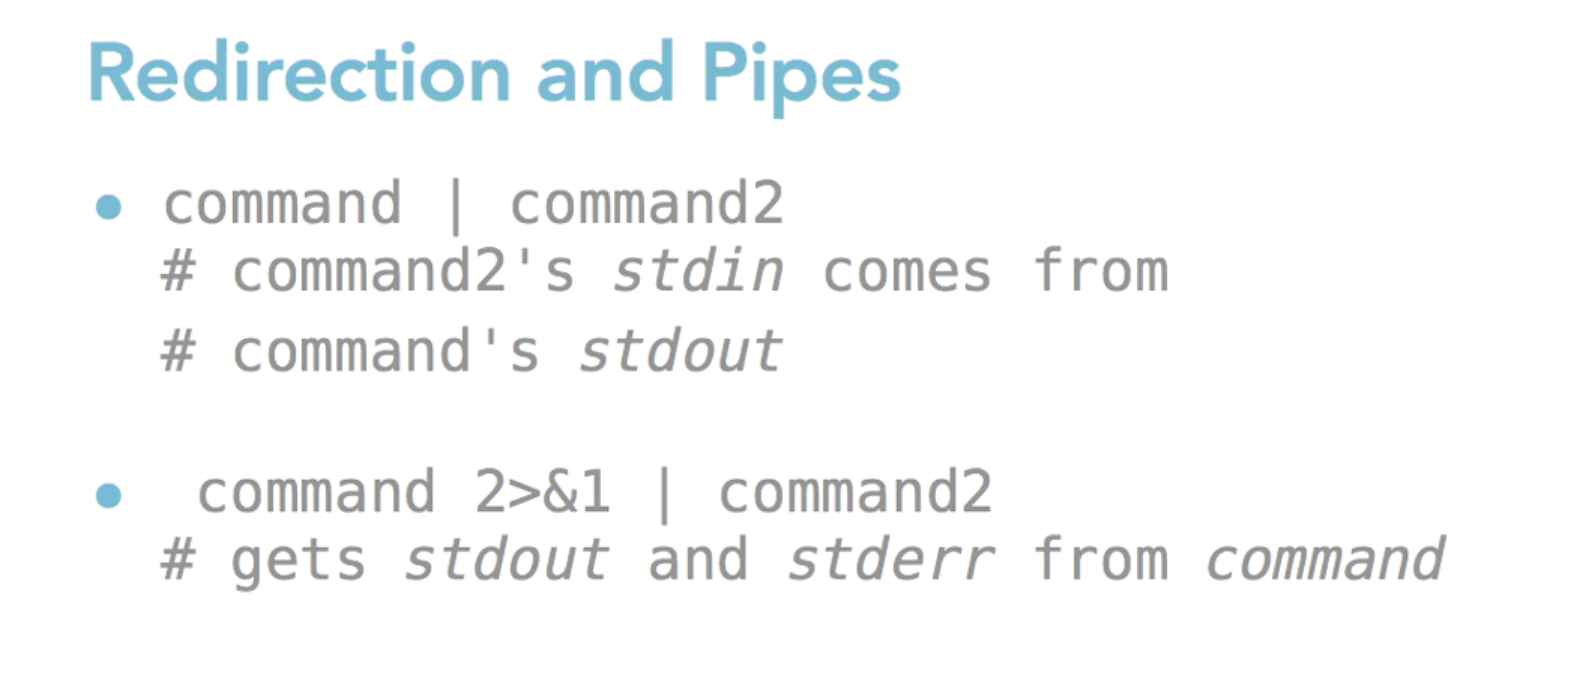 Redirection and Pipes
• command | command2
# command2's stdin comes from
# command's stdout
• command 2>&1 | command2
# gets stdout and stderr from command